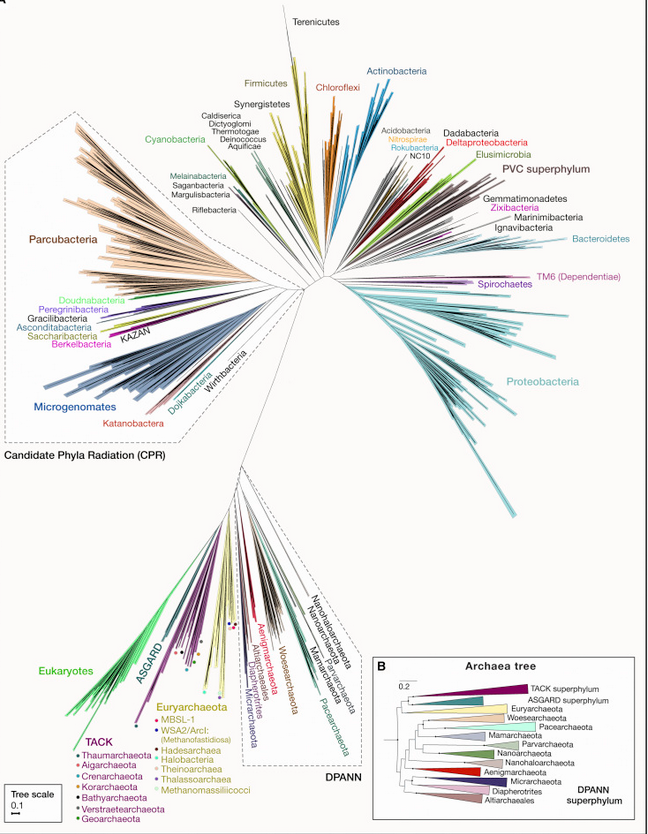 Terenicutes
Actinobacteria
Firmicutes
Chloroflexi
Synergistetes
Caldiserica
Dictyoglomi
Thermotogae
Deinococcus
Aquificae
Cyanobacteria
Acidobacteria
Nitrospirae
Rokubacteria
NC10
Dadabacteria
Deltaproteobacteria
Elusimicrobia
PVC superphylum
Melainabacteria
Saganbacteria
Margulisbacteria
Riflebacteria
Gemmatimonadetes
Zixibacteria
Marinimibacteria
Ignavibacteria
Bacteroidetes
Parcubacteria
TM6 (Dependentiae)
Spirochaetes
Doudnabacteria
Peregrinibacteria
Gracilibacteria
Asconditabacteria
Saccharibacteria
Berkelbacteria
KAZAN
Proteobacteria
Microgenomates
Katanobactera
Dojkabacteria
Wirthbacteria
Candidate Phyla Radiation (CPR)
Eukaryotes
ASGARD
Euryarchaeota
MBSL-1
WSA2/ArcI:
(Methanofastidiosa)
Hadesarchaea
Halobacteria
Theinoarchaea
Thalassoarchaea
Methanomassiliicocci
TACK
Thaumarchaeota
Aigarchaeota
Crenarchaeota
Korarchaeota
Bathyarchaeota
Verstraetearchaeota
Geoarchaeota
Micrarchaeota
Diapherotrites
Altiarchaeales
Aenigmarchaeota
Woesearchaeota
Pacearchaeota
Mamarchaeota
Parvarchaeota
Nanoarchaeota
Nanohaloarchaeota
DPANN
Tree scale
0.1
B
Archaea tree
0.2
TACK superphylum
ASGARD superphylum
Euryarchaeota
Woesearchaeota
Pacearchaeota
Mamarchaeota
Parvarchaeota
Nanoarchaeota
Nanohaloarchaeota
Aenigmarchaeota
Micrarchaeota
Diapherotrites
Altiarchaeales
DPANN
superphylum